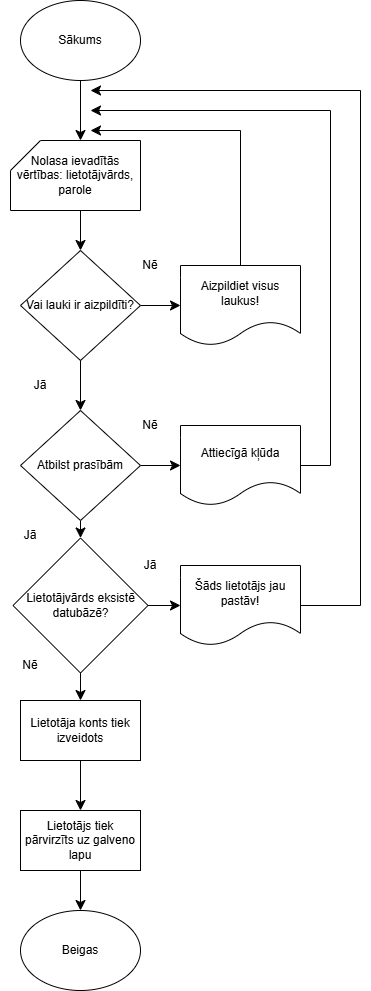 Sākums
Nolasa ievadītās
vērtības: lietotājvārds,
parole
Nē
Vai lauki ir aizpildīti?
Aizpildiet visus
laukus!
Jā
Nē
Atbilst prasībām
Attiecīgā kļūda
Jā
Jā
Lietotājvārds eksistē
datubāzē?
Šāds lietotājs jau
pastāv!
Nē
Lietotāja konts tiek
izveidots
Lietotājs tiek
pārvirzīts uz galveno
lapu
Beigas